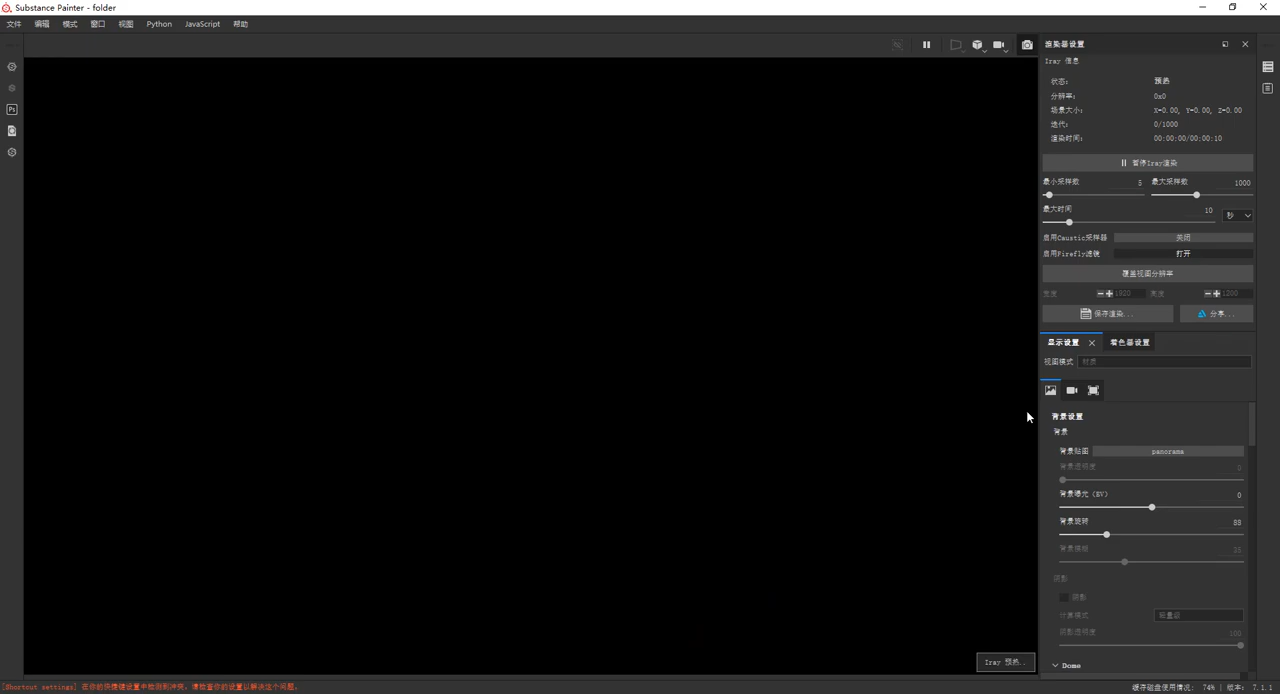 Substance Painter - folder
文件 编辑 模式 窗口 视图 Python JavaScript 帮助
渲染器设置
Iray 信息
状态: 预热
分辨率: 0x0
场景大小: X=0.00, Y=0.00, Z=0.00
迭代: 0/1000
渲染时间: 00:00:00/00:00:10
暂停Iray渲染
最小采样数 5 最大采样数 1000
最大时间 10 秒
启用Caustic采样器 关闭
启用Firefly滤镜 打开
覆盖视图分辨率
宽度 1920 高度 1200
保存渲染... 分享...
显示设置 着色器设置
视图模式 材质
背景设置
背景
背景贴图 panorama
背景透明度 0
背景曝光 (EV) 0
背景旋转 88
背景模糊 35
阴影
阴影
计算模式 轻量级
阴影透明度 100
Dome
Iray 预热..
Ps
[Shortcut settings] 在你的快捷键设置中检测到冲突，请检查你的设置以解决这个问题。
缓存磁盘使用情况: 74% | 版本: 7.1.1